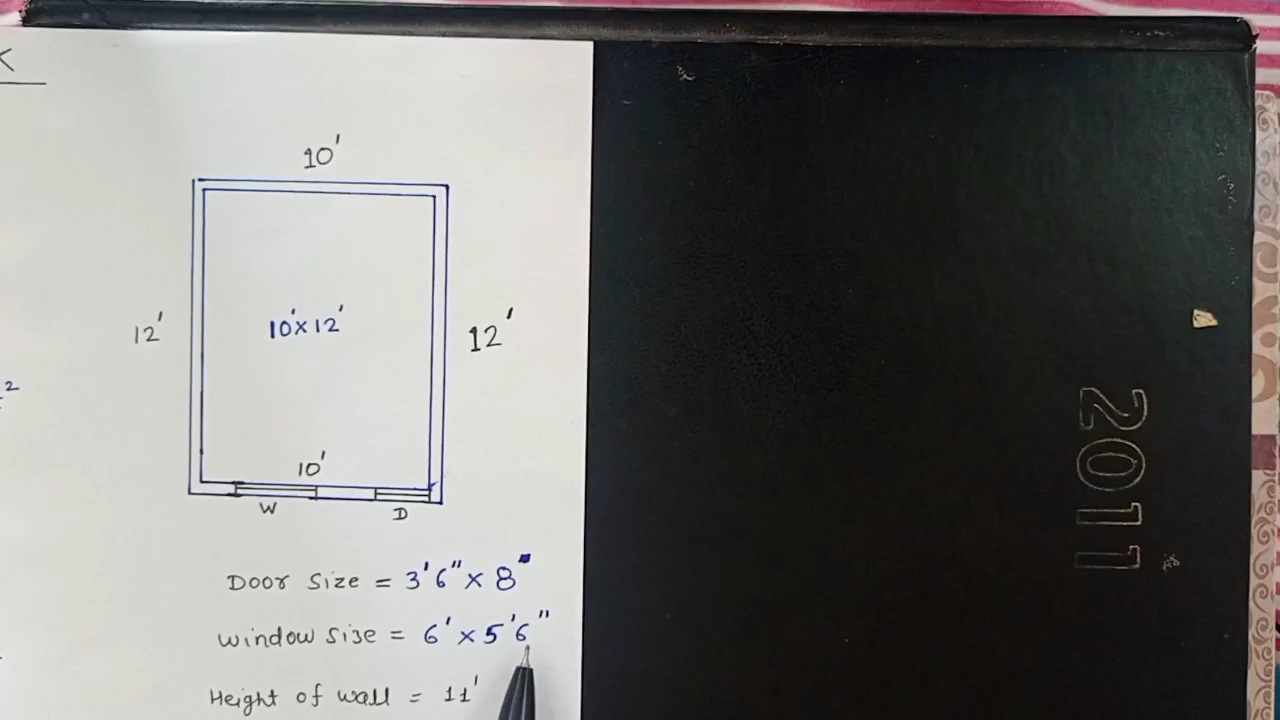 10'
12'
10'x12'
12'
10'
W
D
Door Size = 3'6"x 8"
window size = 6'x5'6"
Height of wall = 11'
2011